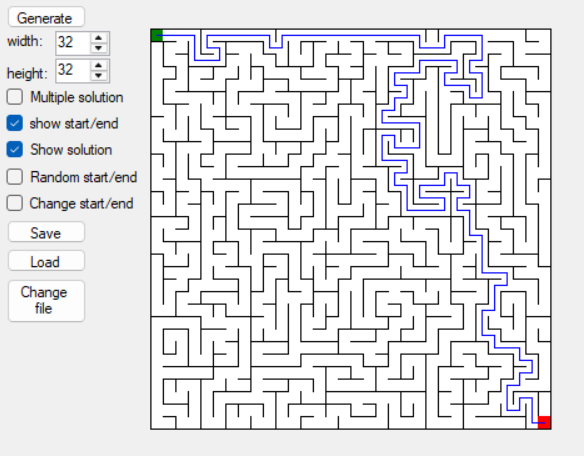 Generate
width: 32
height: 32
Multiple solution
show start/end
Show solution
Random start/end
Change start/end
Save
Load
Change
file